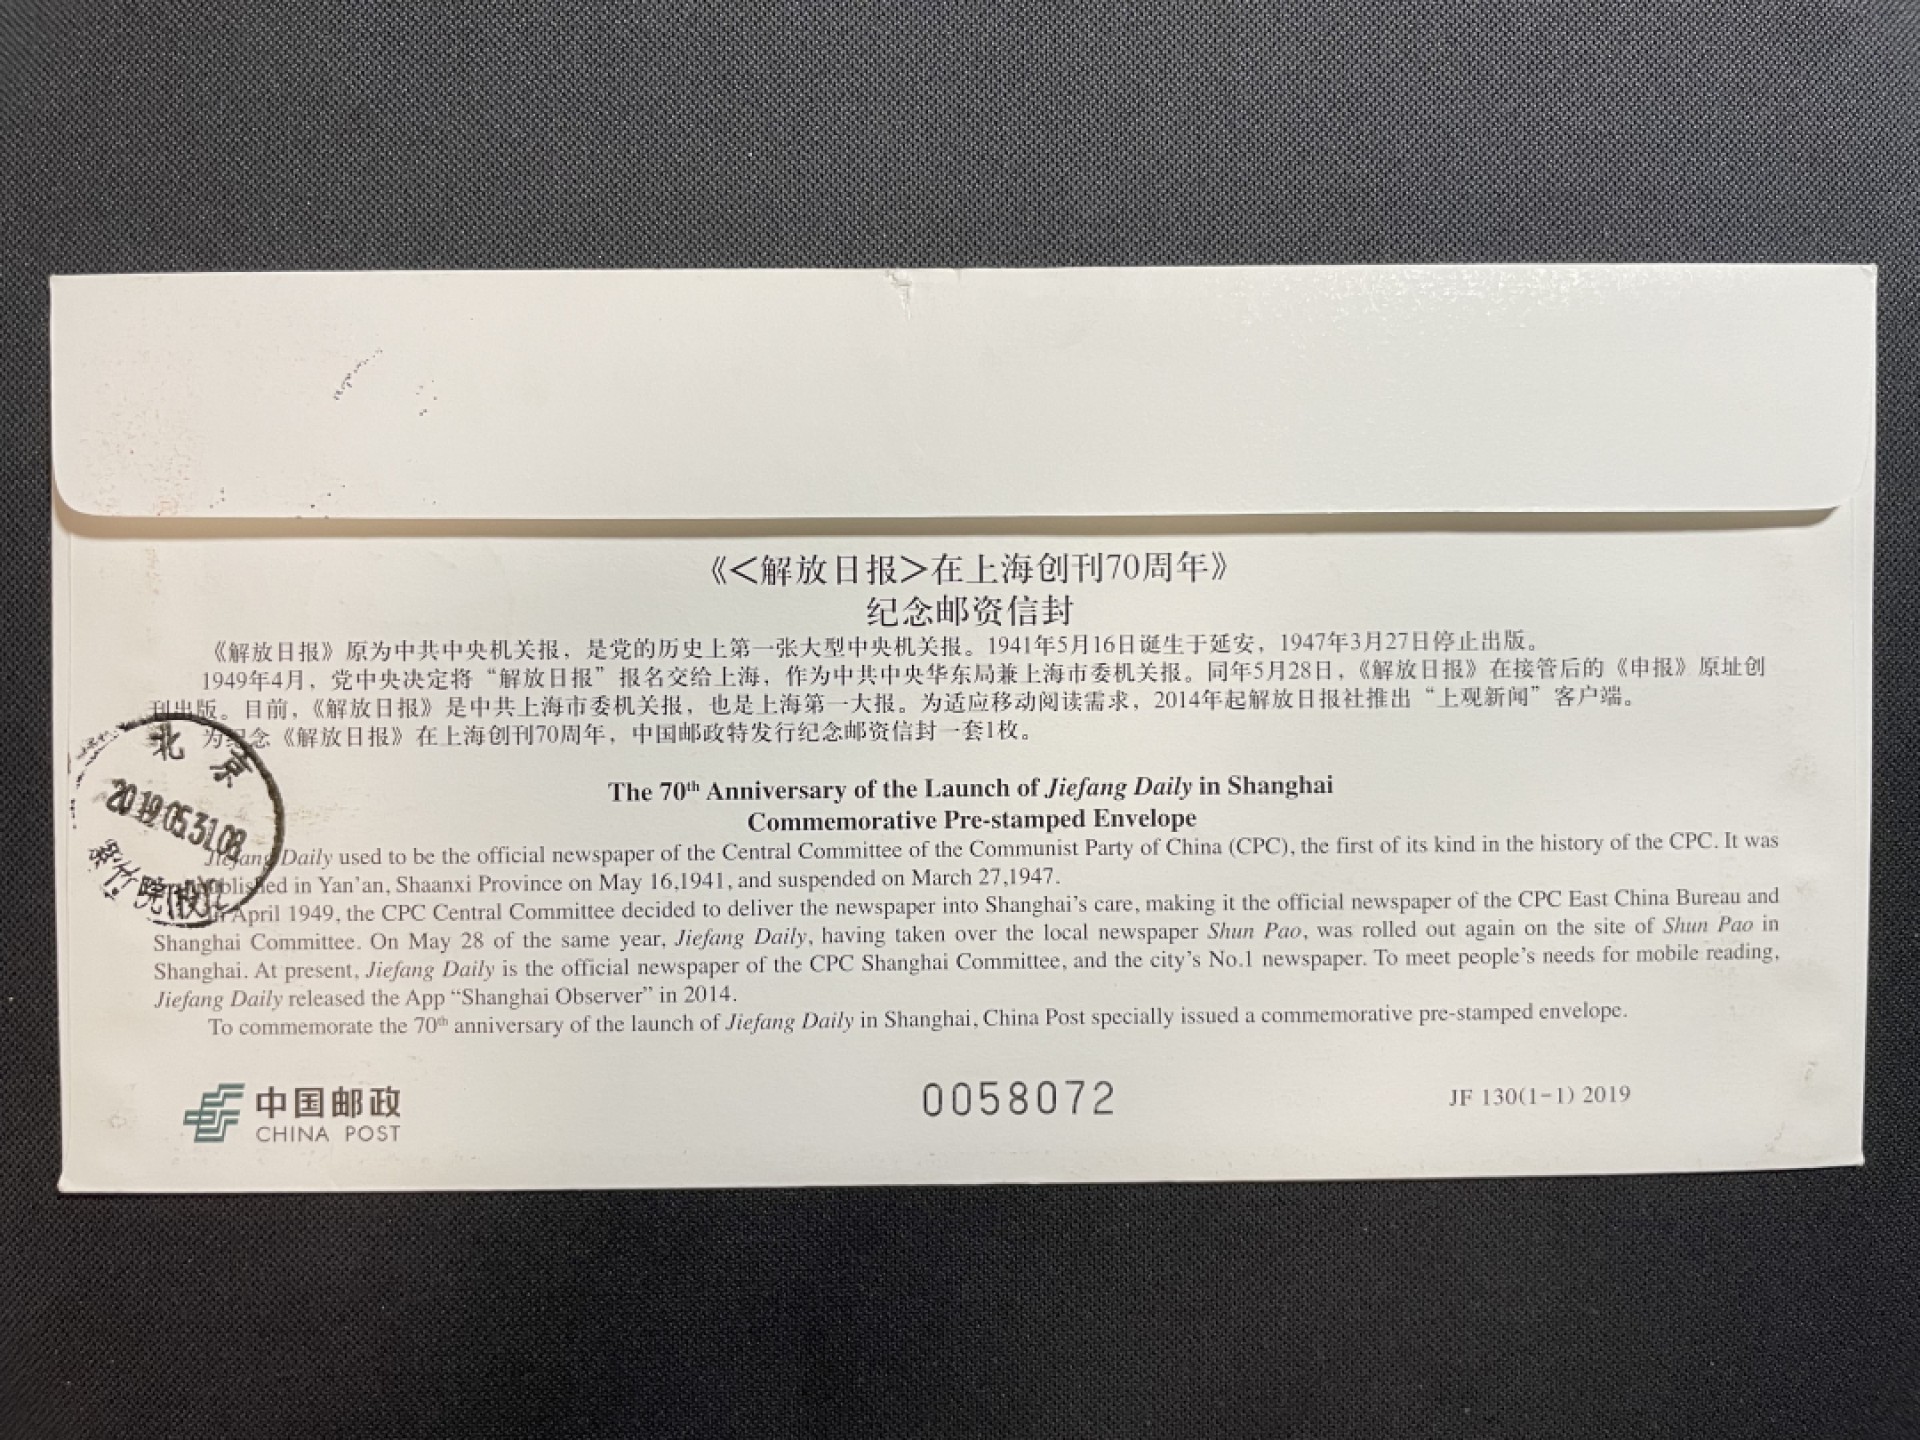 《<解放日报>在上海创刊70周年》
纪念邮资信封
《解放日报》原为中共中央机关报，是党的历史上第一张大型中央机关报。1941年5月16日诞生于延安，1947年3月27日停止出版。
1949年4月，党中央决定将“解放日报”报名交给上海，作为中共中央华东局兼上海市委机关报。同年5月28日，《解放日报》在接管后的《申报》原址创
刊出版。目前，《解放日报》是中共上海市委机关报，也是上海第一大报。为适应移动阅读需求，2014年起解放日报社推出“上观新闻”客户端。
为纪念《解放日报》在上海创刊70周年，中国邮政特发行纪念邮资信封一套1枚。
北京
2019.05.31.08
紫竹院(投)
The 70th Anniversary of the Launch of Jiefang Daily in Shanghai
Commemorative Pre-stamped Envelope
Jiefang Daily used to be the official newspaper of the Central Committee of the Communist Party of China (CPC), the first of its kind in the history of the CPC. It was
published in Yan’an, Shaanxi Province on May 16,1941, and suspended on March 27,1947.
In April 1949, the CPC Central Committee decided to deliver the newspaper into Shanghai’s care, making it the official newspaper of the CPC East China Bureau and
Shanghai Committee. On May 28 of the same year, Jiefang Daily, having taken over the local newspaper Shun Pao, was rolled out again on the site of Shun Pao in
Shanghai. At present, Jiefang Daily is the official newspaper of the CPC Shanghai Committee, and the city’s No.1 newspaper. To meet people’s needs for mobile reading,
Jiefang Daily released the App “Shanghai Observer” in 2014.
To commemorate the 70th anniversary of the launch of Jiefang Daily in Shanghai, China Post specially issued a commemorative pre-stamped envelope.
中国邮政
CHINA POST
0058072
JF 130(1-1) 2019